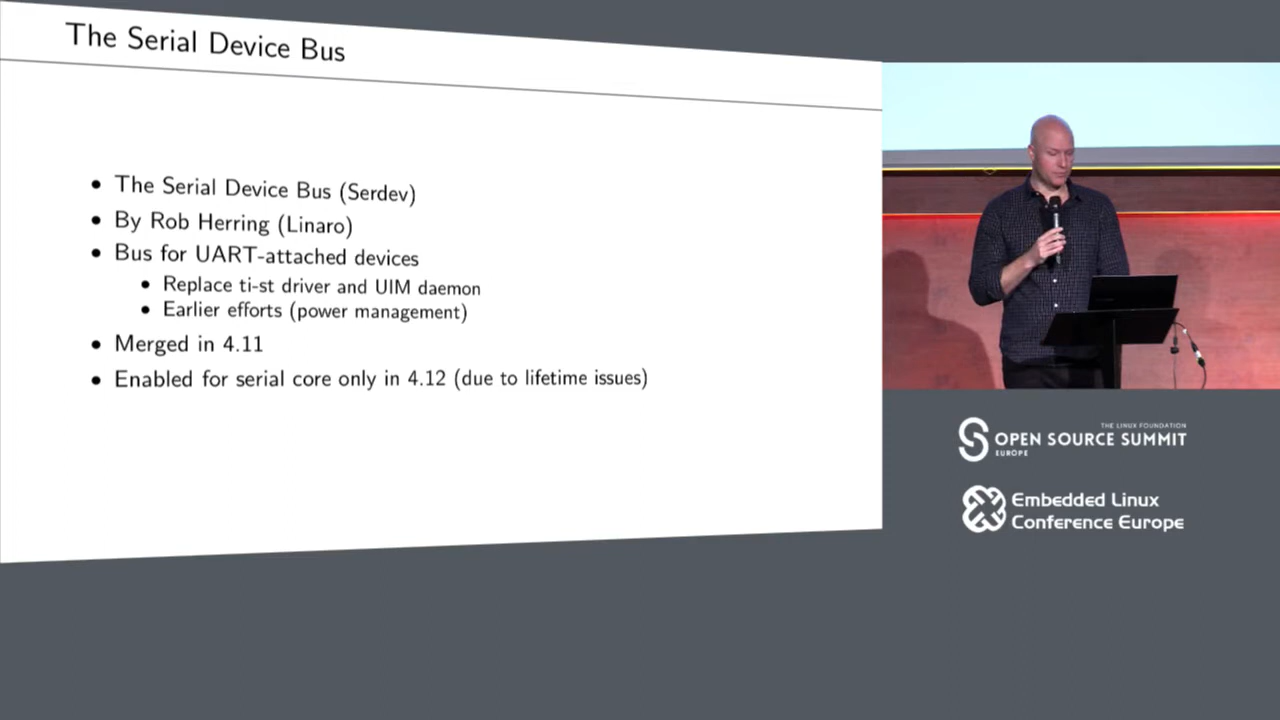 The Serial Device Bus
The Serial Device Bus (Serdev)
By Rob Herring (Linaro)
Bus for UART-attached devices
Replace ti-st driver and UIM daemon
Earlier efforts (power management)
Merged in 4.11
Enabled for serial core only in 4.12 (due to lifetime issues)
THE LINUX FOUNDATION
OPEN SOURCE SUMMIT
EUROPE
Embedded Linux
Conference Europe